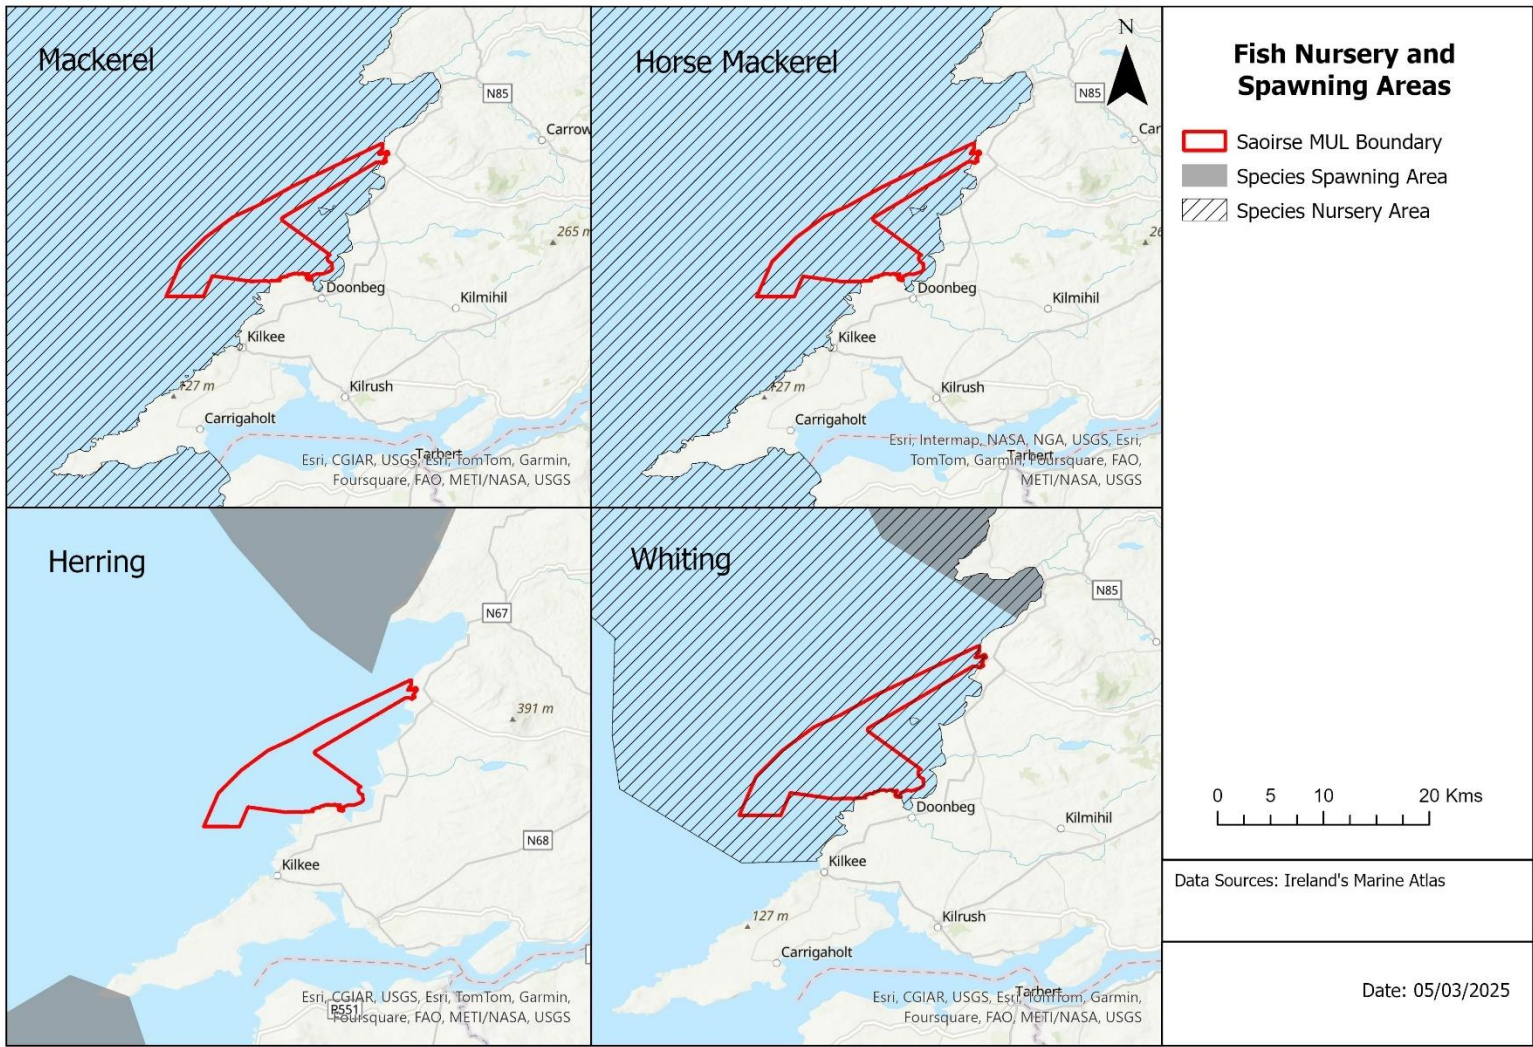 Mackerel
N85
Carrow
265 m
Doonbeg
Kilmihil
Kilkee
127 m
Kilrush
Carrigaholt
Tarbert
Esri, CGIAR, USGS, Esri, TomTom, Garmin,
Foursquare, FAO, METI/NASA, USGS
Horse Mackerel
N
N85
Car
26
Doonbeg
Kilmihil
Kilkee
127 m
Kilrush
Carrigaholt
Esri, Intermap, NASA, NGA, USGS, Esri,
Tarbert
TomTom, Garmin, Foursquare, FAO,
METI/NASA, USGS
Herring
N67
391 m
N68
Kilkee
Esri, CGIAR, USGS, Esri, TomTom, Garmin,
R551
Foursquare, FAO, METI/NASA, USGS
Whiting
N85
Doonbeg
Kilmihil
Kilkee
127 m
Kilrush
Carrigaholt
Tarbert
Esri, CGIAR, USGS, Esri, TomTom, Garmin,
Foursquare, FAO, METI/NASA, USGS
Fish Nursery and
Spawning Areas
Saoirse MUL Boundary
Species Spawning Area
Species Nursery Area
0 5 10 20 Kms
Data Sources: Ireland's Marine Atlas
Date: 05/03/2025